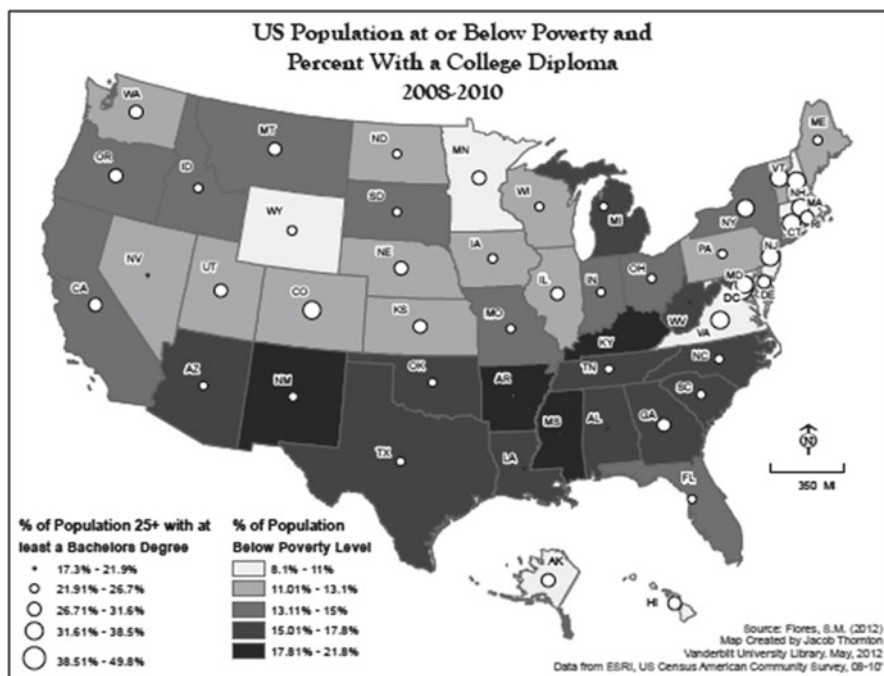 US Population at or Below Poverty and
Percent With a College Diploma
2008-2010
WA
MT
ND
MN
ME
OR
ID
SD
WI
MI
VT
NH
NY
MA
CT
RI
WY
IA
NE
PA
NJ
NV
UT
IL
IN
OH
MD
DE
DC
CA
CO
KS
MO
WV
VA
KY
AZ
NM
OK
AR
TN
NC
SC
MS
AL
GA
TX
LA
FL
AK
HI
N
350 MI
% of Population 25+ with at
least a Bachelors Degree
17.3% - 21.9%
21.91% - 26.7%
26.71% - 31.6%
31.61% - 38.5%
38.51% - 49.8%
% of Population
Below Poverty Level
8.1% - 11%
11.01% - 13.1%
13.11% - 15%
15.01% - 17.8%
17.81% - 21.8%
Source: Flores, S.M. (2012)
Map Created by Jacob Thornton
Vanderbilt University Library. May, 2012
Data from ESRI, US Census American Community Survey, 08-10'